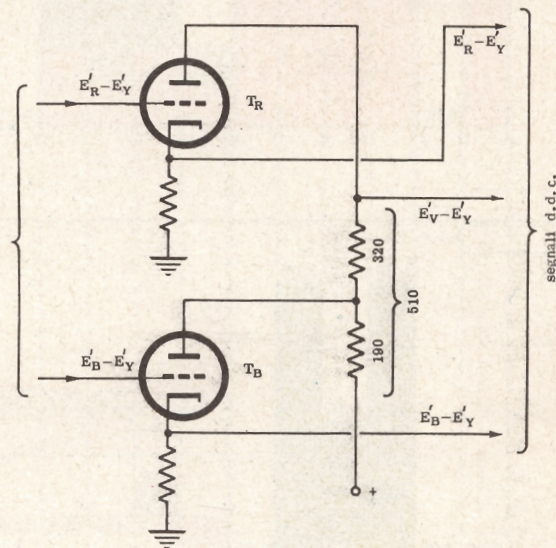 E'R−E'Y
E'R−E'Y
TR
E'V−E'Y
320
510
190
segnali d.d.c.
E'B−E'Y
TB
E'B−E'Y
+